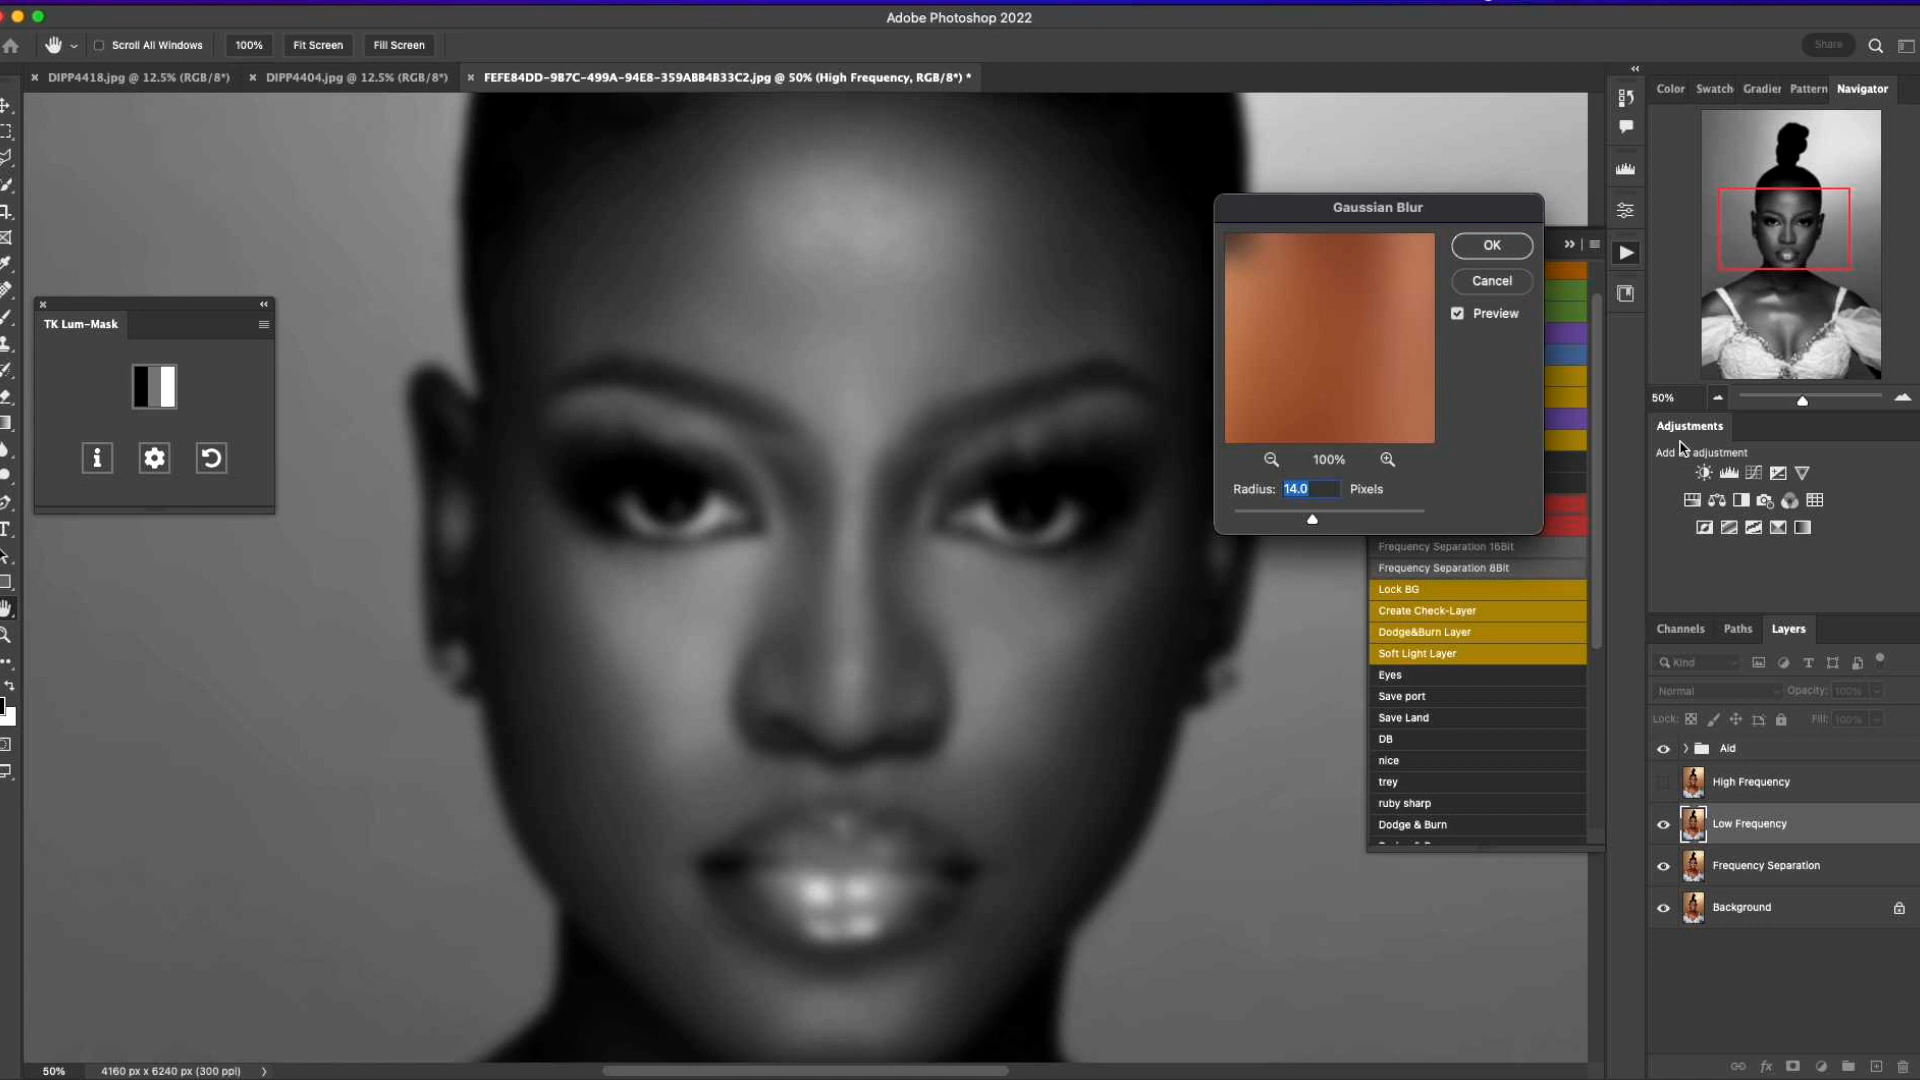 Adobe Photoshop 2022
Scroll All Windows 100% Fit Screen Fill Screen Share
DIPP4418.jpg @ 12.5% (RGB/8*) DIPP4404.jpg @ 12.5% (RGB/8*) FEFE84DD-9B7C-499A-94E8-359ABB4B33C2.jpg @ 50% (High Frequency, RGB/8*) *
Color Swatch Gradier Pattern Navigator
Gaussian Blur
OK
Cancel
Preview
100%
Radius: 14.0 Pixels
TK Lum-Mask
50%
Adjustments
Add adjustment
Frequency Separation 16Bit
Frequency Separation 8Bit
Lock BG
Create Check-Layer
Dodge&Burn Layer
Soft Light Layer
Eyes
Save port
Save Land
DB
nice
trey
ruby sharp
Dodge & Burn
Channels Paths Layers
Kind
Normal Opacity: 100%
Lock: Fill: 100%
Aid
High Frequency
Low Frequency
Frequency Separation
Background
50% 4160 px x 6240 px (300 ppi)